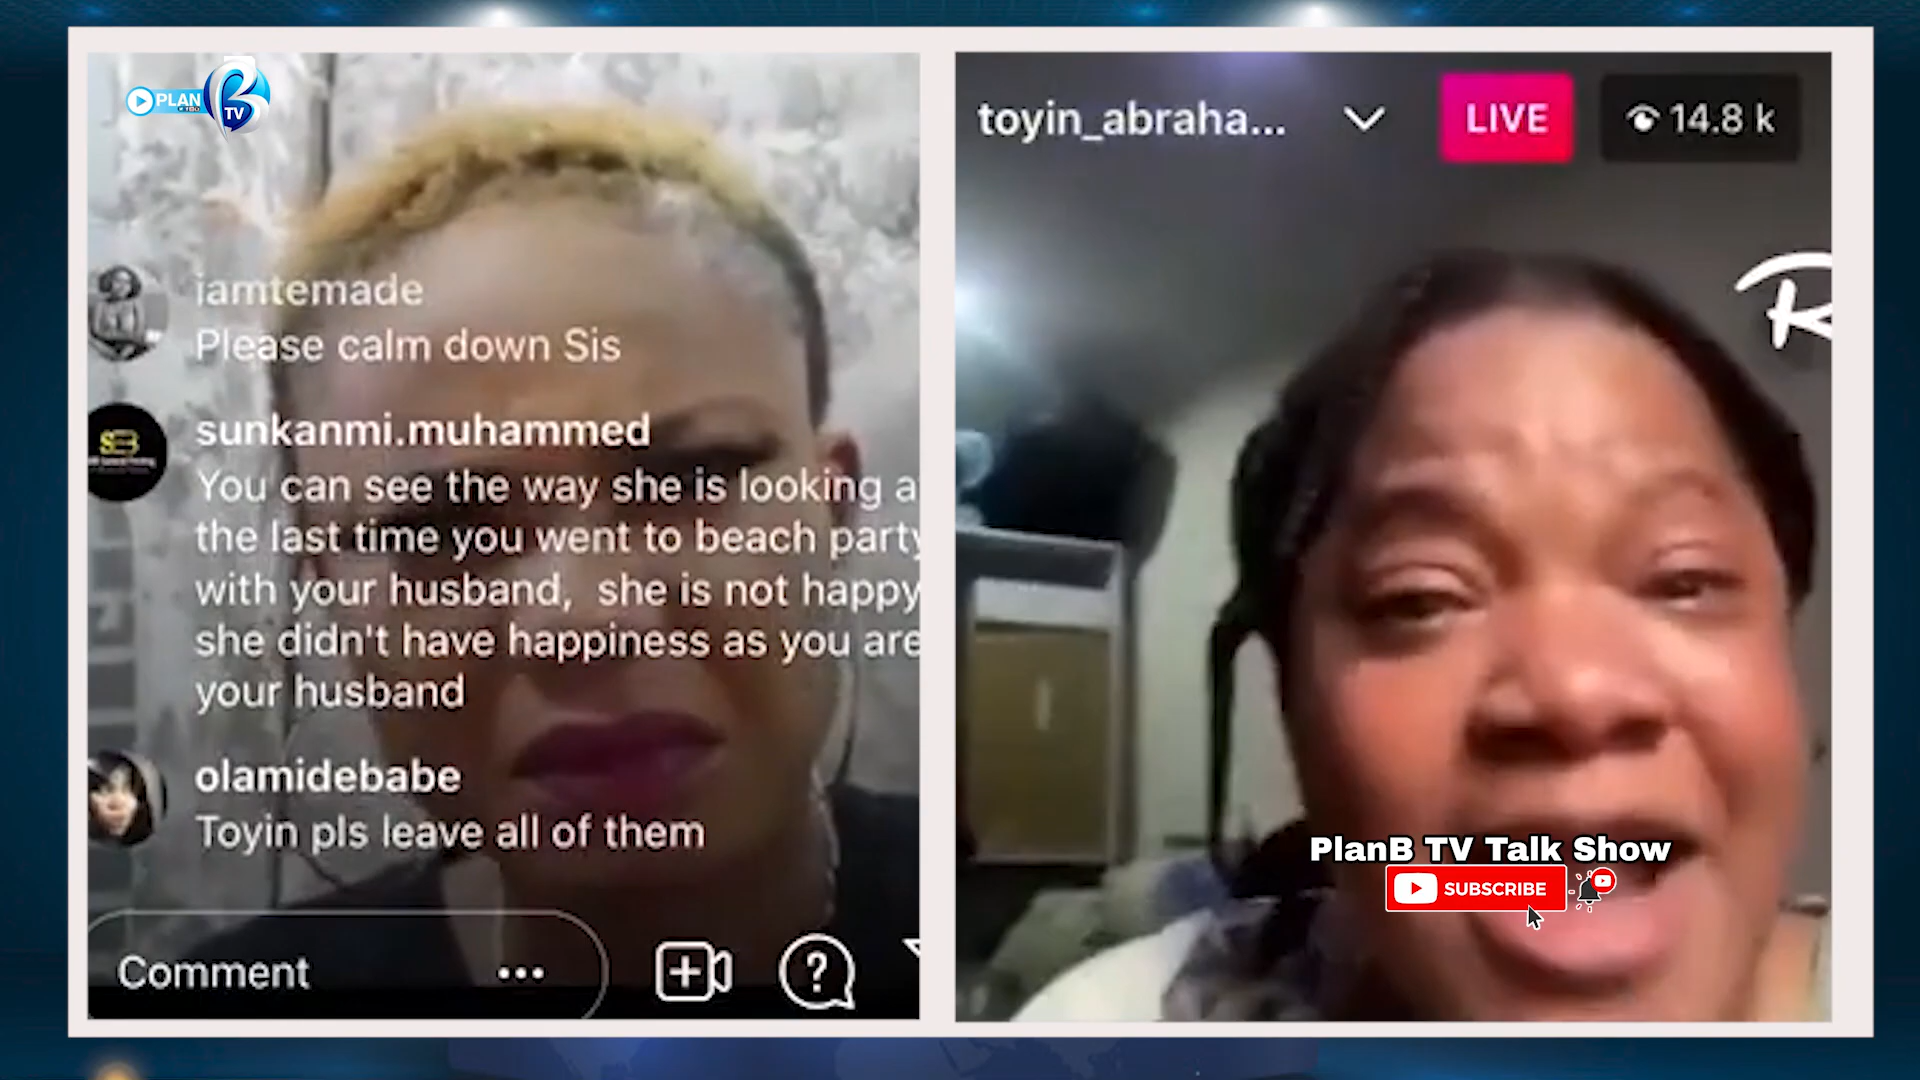 PLAN
B
TV
iamtemade
Please calm down Sis
sunkanmi.muhammed
You can see the way she is looking a
the last time you went to beach party
with your husband, she is not happy
she didn't have happiness as you are
your husband
olamidebabe
Toyin pls leave all of them
Comment
toyin_abraha...
LIVE
14.8 k
R
PlanB TV Talk Show
SUBSCRIBE